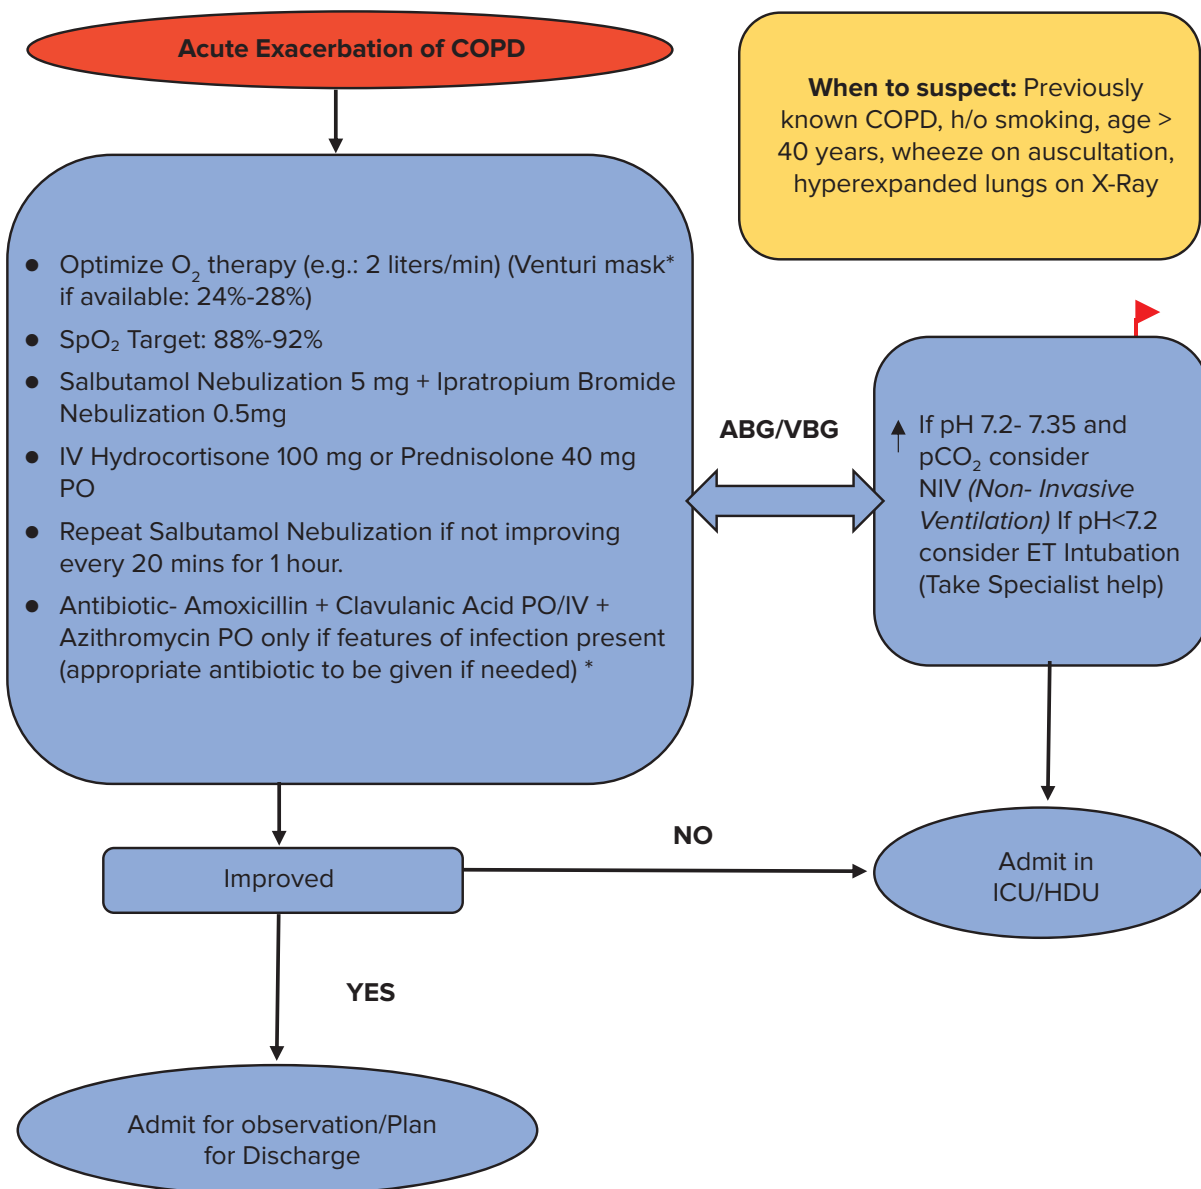 Acute Exacerbation of COPD
When to suspect: Previously
known COPD, h/o smoking, age >
40 years, wheeze on auscultation,
hyperexpanded lungs on X-Ray
● Optimize O₂ therapy (e.g.: 2 liters/min) (Venturi mask*
if available: 24%-28%)
● SpO₂ Target: 88%-92%
● Salbutamol Nebulization 5 mg + Ipratropium Bromide
Nebulization 0.5mg
● IV Hydrocortisone 100 mg or Prednisolone 40 mg
PO
● Repeat Salbutamol Nebulization if not improving
every 20 mins for 1 hour.
● Antibiotic- Amoxicillin + Clavulanic Acid PO/IV +
Azithromycin PO only if features of infection present
(appropriate antibiotic to be given if needed) *
ABG/VBG
If pH 7.2- 7.35 and
↑ pCO₂ consider
NIV (Non- Invasive
Ventilation) If pH<7.2
consider ET Intubation
(Take Specialist help)
Improved
NO
Admit in
ICU/HDU
YES
Admit for observation/Plan
for Discharge